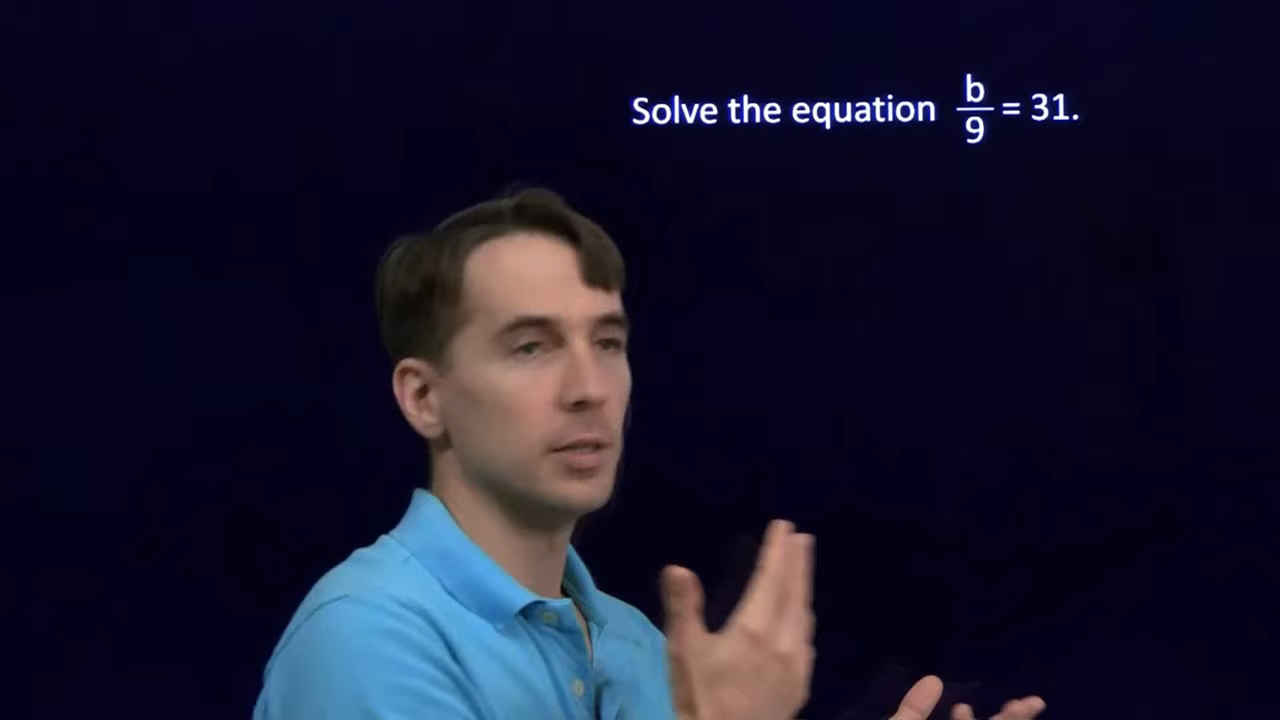 Solve the equation b/9 = 31.